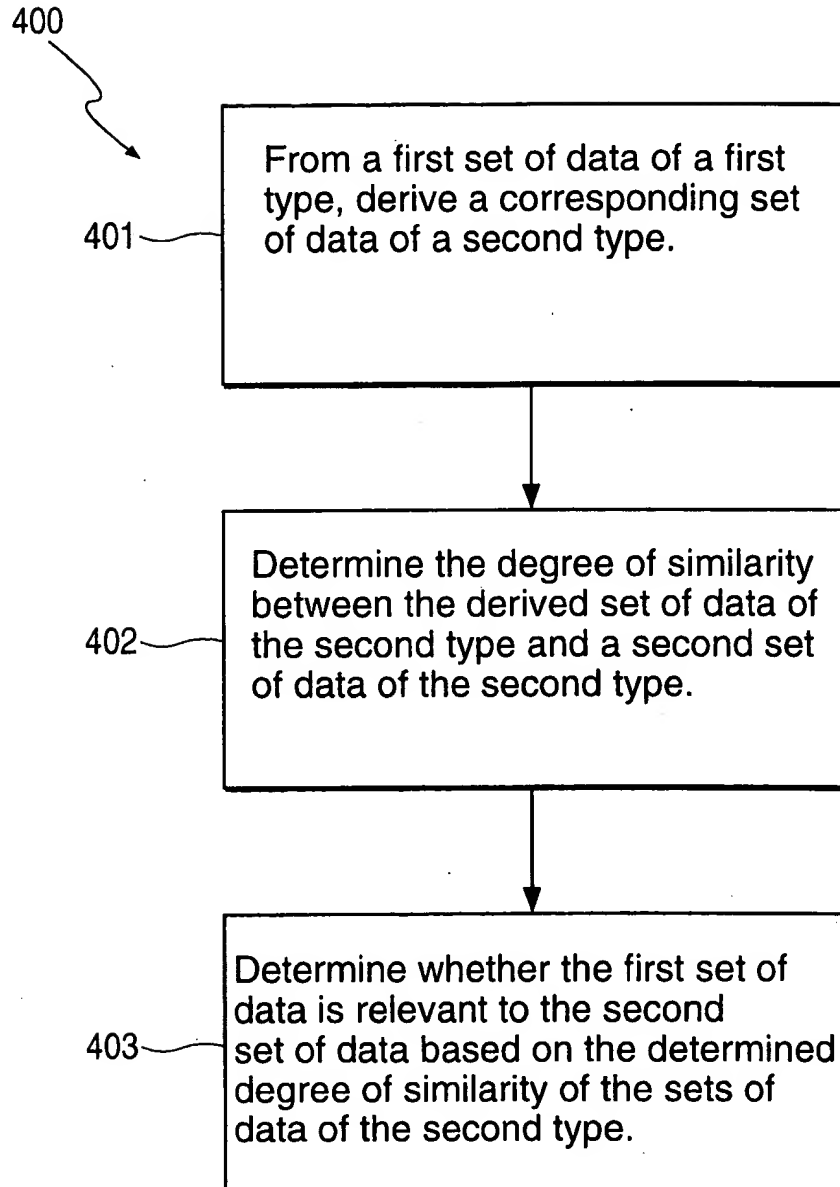 400
From a first set of data of a first
type, derive a corresponding set
of data of a second type.
401
Determine the degree of similarity
between the derived set of data of
the second type and a second set
of data of the second type.
402
Determine whether the first set of
data is relevant to the second
set of data based on the determined
degree of similarity of the sets of
data of the second type.
403